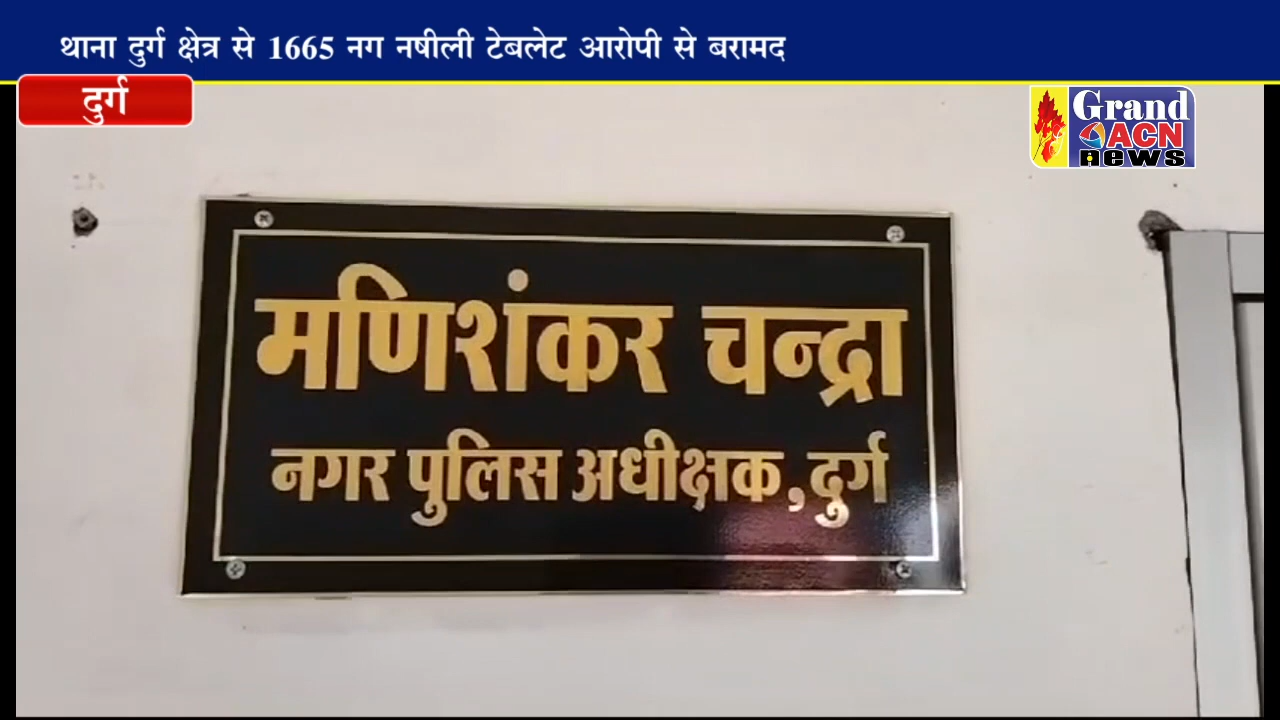 थाना दुर्ग क्षेत्र से 1665 नग नषीली टेबलेट आरोपी से बरामद
दुर्ग
Grand
ACN
news
मणिशंकर चन्द्रा
नगर पुलिस अधीक्षक, दुर्ग